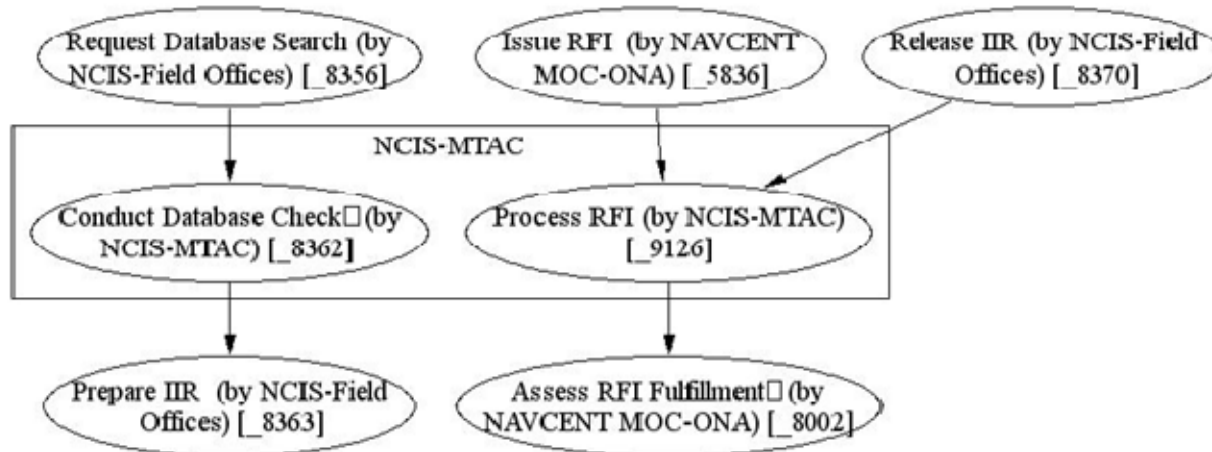 Request Database Search (by
NCIS-Field Offices) [_8356]
Issue RFI (by NAVCENT
MOC-ONA) [_5836]
Release IIR (by NCIS-Field
Offices) [_8370]
NCIS-MTAC
Conduct Database Check□ (by
NCIS-MTAC) [_8362]
Process RFI (by NCIS-MTAC)
[_9126]
Prepare IIR (by NCIS-Field
Offices) [_8363]
Assess RFI Fulfillment□ (by
NAVCENT MOC-ONA) [_8002]